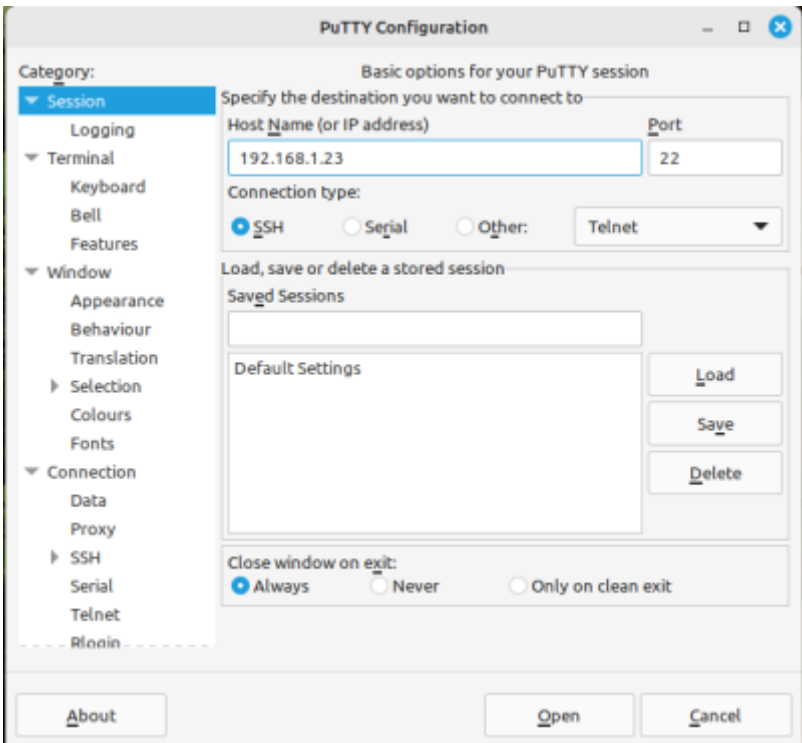 PuTTY Configuration
Category:
Session
Logging
Terminal
Keyboard
Bell
Features
Window
Appearance
Behaviour
Translation
Selection
Colours
Fonts
Connection
Data
Proxy
SSH
Serial
Telnet
Rlogin
Basic options for your PuTTY session
Specify the destination you want to connect to
Host Name (or IP address) Port
192.168.1.23 22
Connection type:
SSH Serial Other: Telnet
Load, save or delete a stored session
Saved Sessions
Default Settings
Load
Save
Delete
Close window on exit:
Always Never Only on clean exit
About Open Cancel